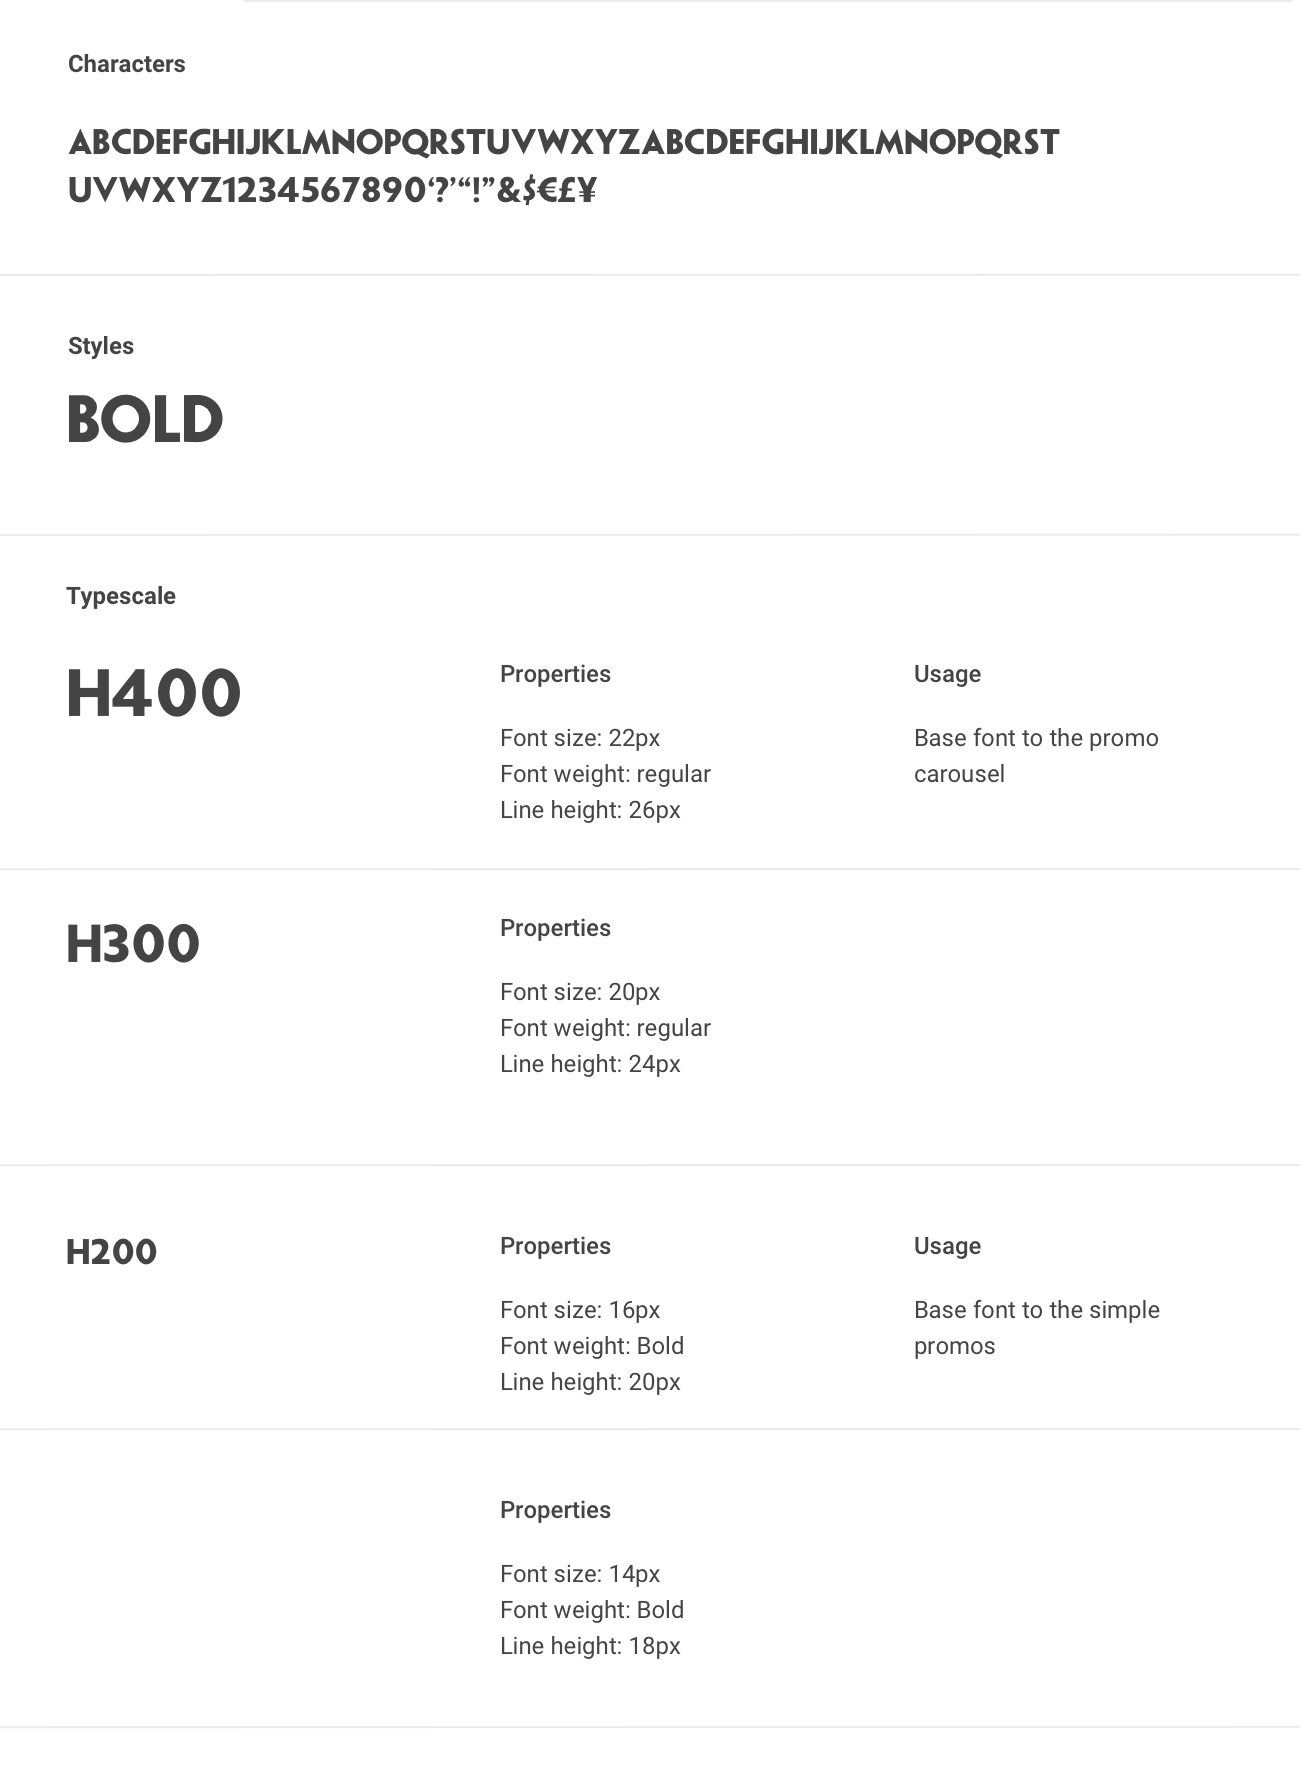 Characters
ABCDEFGHIJKLMNOPQRSTUVWXYZABCDEFGHIJKLMNOPQRST
UVWXYZ1234567890‘?’“!”&$€£¥
Styles
BOLD
Typescale
H400
Properties
Usage
Font size: 22px
Base font to the promo
Font weight: regular
carousel
Line height: 26px
H300
Properties
Font size: 20px
Font weight: regular
Line height: 24px
H200
Properties
Usage
Font size: 16px
Base font to the simple
Font weight: Bold
promos
Line height: 20px
Properties
Font size: 14px
Font weight: Bold
Line height: 18px